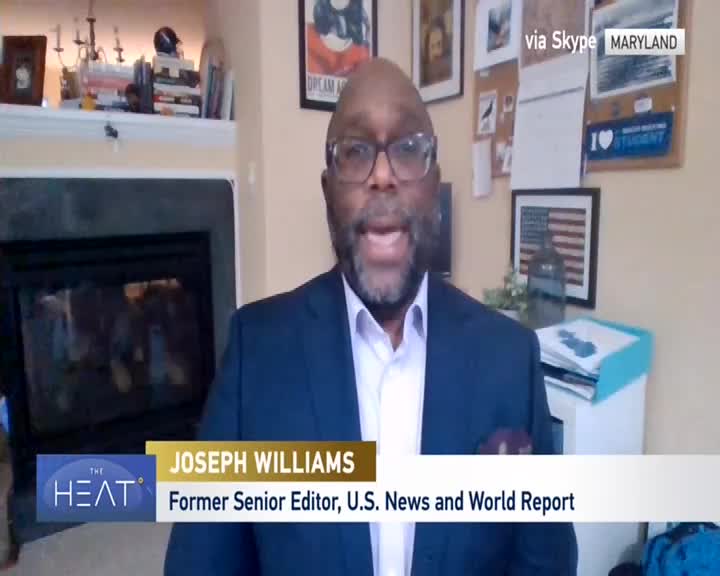 via Skype
MARYLAND
DREAM
I
STUDENT
JOSEPH WILLIAMS
THE
HEAT
Former Senior Editor, U.S. News and World Report